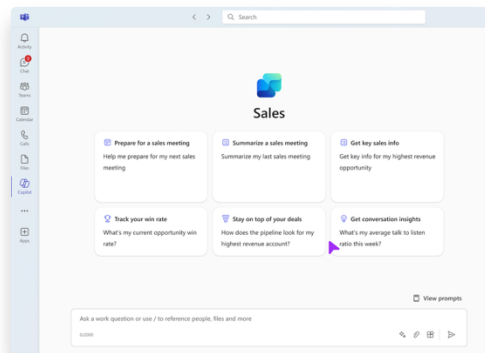 Search
Activity
Chat
Teams
Calendar
Calls
Files
Copilot
Apps
Sales
Prepare for a sales meeting
Help me prepare for my next sales
meeting
Summarize a sales meeting
Summarize my last sales meeting
Get key sales info
Get key info for my highest revenue
opportunity
Track your win rate
What's my current opportunity win
rate?
Stay on top of your deals
How does the pipeline look for my
highest revenue account?
Get conversation insights
What's my average talk to listen
ratio this week?
View prompts
Ask a work question or use / to reference people, files and more